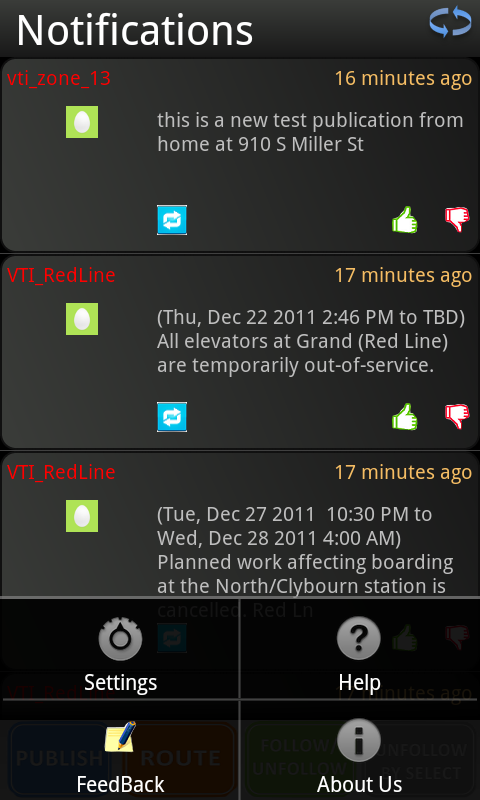 Notifications
vti_zone_13 16 minutes ago
this is a new test publication from
home at 910 S Miller St
VTI_RedLine 17 minutes ago
(Thu, Dec 22 2011 2:46 PM to TBD)
All elevators at Grand (Red Line)
are temporarily out-of-service.
VTI_RedLine 17 minutes ago
(Tue, Dec 27 2011 10:30 PM to
Wed, Dec 28 2011 4:00 AM)
Planned work affecting boarding
at the North/Clybourn station is
cancelled. Red Ln
Settings Help
17 minutes ago
PUBLISH ROUTE FOLLOW/ UNFOLLOW
UNFOLLOW BY SELECT
FeedBack About Us